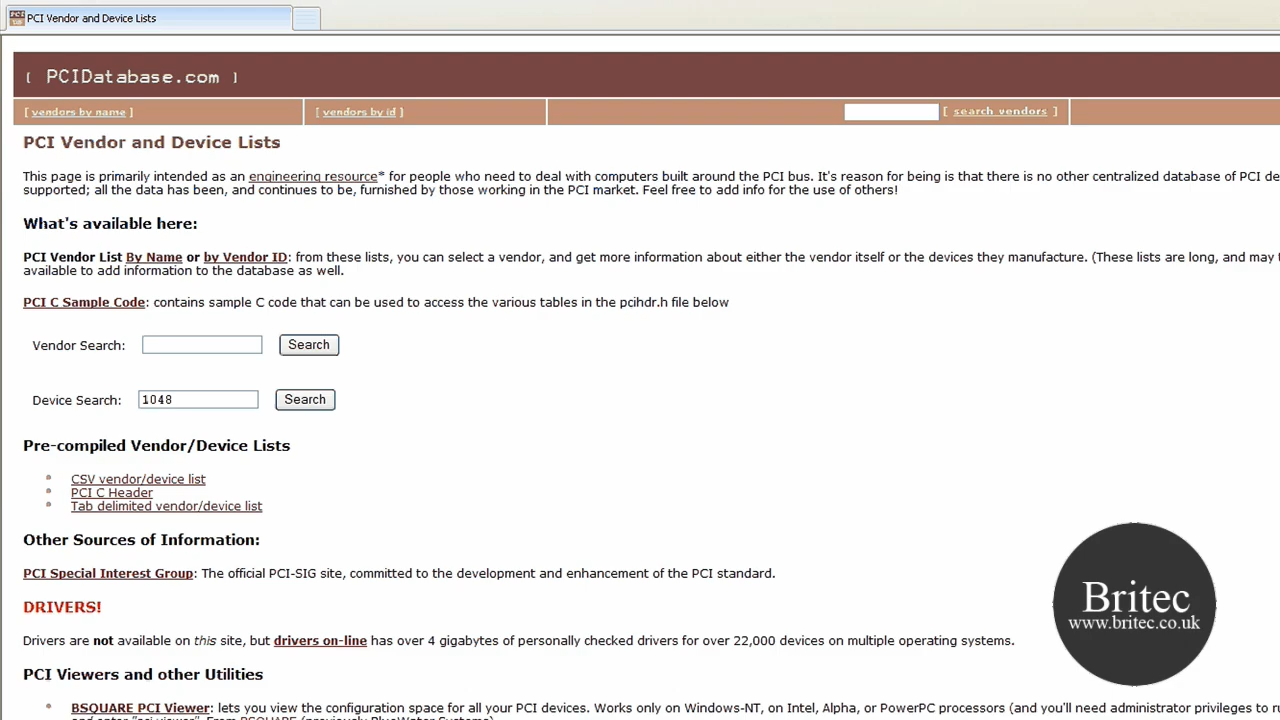 PCI Vendor and Device Lists
[ PCIDatabase.com ]
[ vendors by name ] [ vendors by id ] [ search vendors ]
PCI Vendor and Device Lists
This page is primarily intended as an engineering resource* for people who need to deal with computers built around the PCI bus. It's reason for being is that there is no other centralized database of PCI de
supported; all the data has been, and continues to be, furnished by those working in the PCI market. Feel free to add info for the use of others!
What's available here:
PCI Vendor List By Name or by Vendor ID: from these lists, you can select a vendor, and get more information about either the vendor itself or the devices they manufacture. (These lists are long, and may t
available to add information to the database as well.
PCI C Sample Code: contains sample C code that can be used to access the various tables in the pcihdr.h file below
Vendor Search: Search
Device Search: 1048 Search
Pre-compiled Vendor/Device Lists
CSV vendor/device list
PCI C Header
Tab delimited vendor/device list
Other Sources of Information:
PCI Special Interest Group: The official PCI-SIG site, committed to the development and enhancement of the PCI standard.
DRIVERS!
Drivers are not available on this site, but drivers on-line has over 4 gigabytes of personally checked drivers for over 22,000 devices on multiple operating systems.
PCI Viewers and other Utilities
BSQUARE PCI Viewer: lets you view the configuration space for all your PCI devices. Works only on Windows-NT, on Intel, Alpha, or PowerPC processors (and you'll need administrator privileges to ru
and enter "pci viewer". From BSQUARE (previously BlueWater Systems)
Britec
www.britec.co.uk